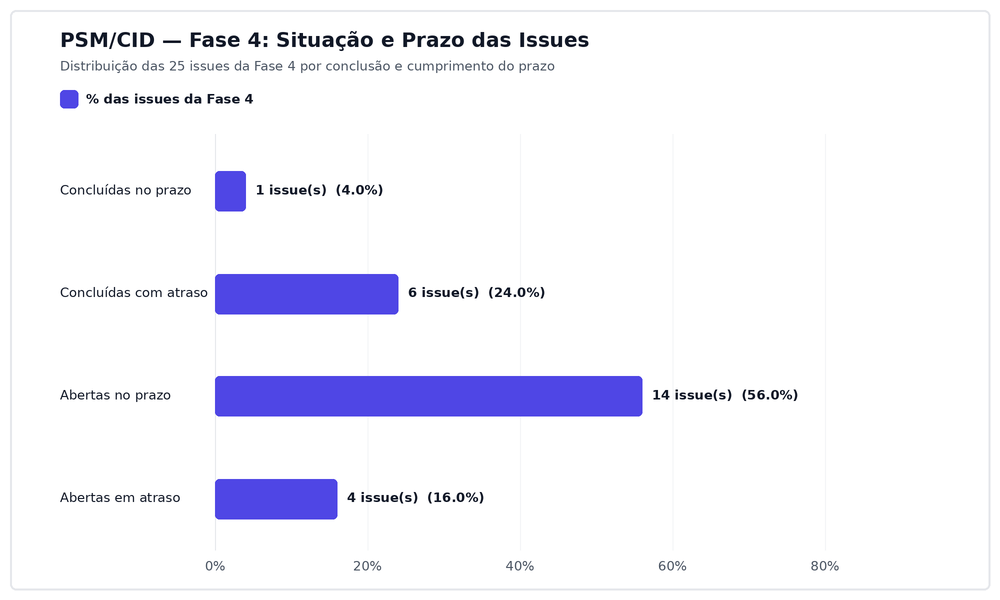 PSM/CID — Fase 4: Situação e Prazo das Issues
Distribuição das 25 issues da Fase 4 por conclusão e cumprimento do prazo
% das issues da Fase 4
Concluídas no prazo 1 issue(s) (4.0%)
Concluídas com atraso 6 issue(s) (24.0%)
Abertas no prazo 14 issue(s) (56.0%)
Abertas em atraso 4 issue(s) (16.0%)
0% 20% 40% 60% 80%